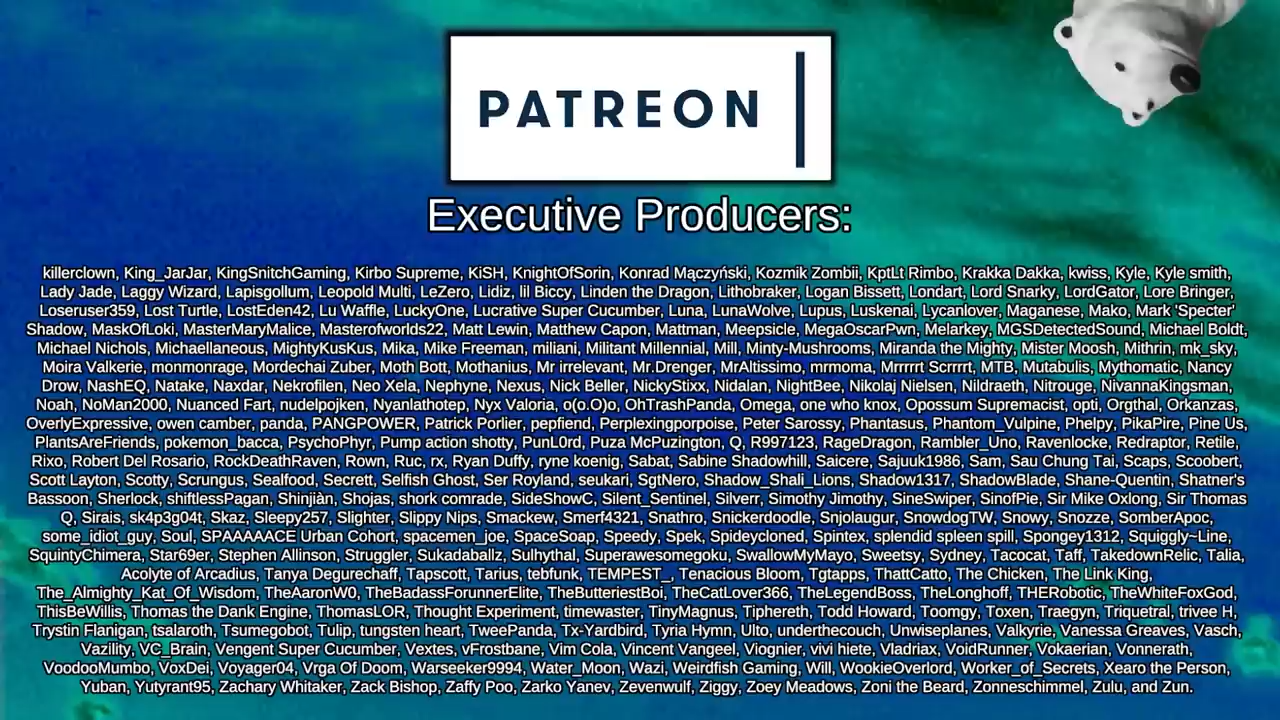 PATREON
Executive Producers:
killerclown, King_JarJar, KingSnitchGaming, Kirbo Supreme, KiSH, KnightOfSorin, Konrad Mączyński, Kozmik Zombii, KptLt Rimbo, Krakka Dakka, kwiss, Kyle, Kyle smith,
Lady Jade, Laggy Wizard, Lapisgollum, Leopold Multi, LeZero, Lidiz, lil Biccy, Linden the Dragon, Lithobraker, Logan Bissett, Londart, Lord Snarky, LordGator, Lore Bringer,
Loseruser359, Lost Turtle, LostEden42, Lu Waffle, LuckyOne, Lucrative Super Cucumber, Luna, LunaWolve, Lupus, Luskenai, Lycanlover, Maganese, Mako, Mark 'Specter'
Shadow, MaskOfLoki, MasterMaryMalice, Masterofworlds22, Matt Lewin, Matthew Capon, Mattman, Meepsicle, MegaOscarPwn, Melarkey, MGSDetectedSound, Michael Boldt,
Michael Nichols, Michaellaneous, MightyKusKus, Mika, Mike Freeman, miliani, Militant Millennial, Mill, Minty-Mushrooms, Miranda the Mighty, Mister Moosh, Mithrin, mk_sky,
Moira Valkerie, monmonrage, Mordechai Zuber, Moth Bott, Mothanius, Mr irrelevant, Mr.Drenger, MrAltissimo, mrmoma, Mrrrrrt Scrrrrt, MTB, Mutabulis, Mythomatic, Nancy
Drow, NashEQ, Natake, Naxdar, Nekrofilen, Neo Xela, Nephyne, Nexus, Nick Beller, NickyStixx, Nidalan, NightBee, Nikolaj Nielsen, Nildraeth, Nitrouge, NivannaKingsman,
Noah, NoMan2000, Nuanced Fart, nudelpojken, Nyanlathotep, Nyx Valoria, o(o.O)o, OhTrashPanda, Omega, one who knox, Opossum Supremacist, opti, Orgthal, Orkanzas,
OverlyExpressive, owen camber, panda, PANGPOWER, Patrick Porlier, pepfiend, Perplexingporpoise, Peter Sarossy, Phantasus, Phantom_Vulpine, Phelpy, PikaPire, Pine Us,
PlantsAreFriends, pokemon_bacca, PsychoPhyr, Pump action shotty, PunL0rd, Puza McPuzington, Q, R997123, RageDragon, Rambler_Uno, Ravenlocke, Redraptor, Retile,
Rixo, Robert Del Rosario, RockDeathRaven, Rown, Ruc, rx, Ryan Duffy, ryne koenig, Sabat, Sabine Shadowhill, Saicere, Sajuuk1986, Sam, Sau Chung Tai, Scaps, Scoobert,
Scott Layton, Scotty, Scrungus, Sealfood, Secrett, Selfish Ghost, Ser Royland, seukari, SgtNero, Shadow_Shali_Lions, Shadow1317, ShadowBlade, Shane-Quentin, Shatner's
Bassoon, Sherlock, shiftlessPagan, Shinjiàn, Shojas, shork comrade, SideShowC, Silent_Sentinel, Silverr, Simothy Jimothy, SineSwiper, SinofPie, Sir Mike Oxlong, Sir Thomas
Q, Sirais, sk4p3g04t, Skaz, Sleepy257, Slighter, Slippy Nips, Smackew, Smerf4321, Snathro, Snickerdoodle, Snjolaugur, SnowdogTW, Snowy, Snozze, SomberApoc,
some_idiot_guy, Soul, SPAAAAACE Urban Cohort, spacemen_joe, SpaceSoap, Speedy, Spek, Spideycloned, Spintex, splendid spleen spill, Spongey1312, Squiggly~Line,
SquintyChimera, Star69er, Stephen Allinson, Struggler, Sukadaballz, Sulhythal, Superawesomegoku, SwallowMyMayo, Sweetsy, Sydney, Tacocat, Taff, TakedownRelic, Talia,
Acolyte of Arcadius, Tanya Degurechaff, Tapscott, Tarius, tebfunk, TEMPEST_, Tenacious Bloom, Tgtapps, ThattCatto, The Chicken, The Link King,
The_Almighty_Kat_Of_Wisdom, TheAaronW0, TheBadassForunnerElite, TheButteriestBoi, TheCatLover366, TheLegendBoss, TheLonghoff, THERobotic, TheWhiteFoxGod,
ThisBeWillis, Thomas the Dank Engine, ThomasLOR, Thought Experiment, timewaster, TinyMagnus, Tiphereth, Todd Howard, Toomgy, Toxen, Traegyn, Triquetral, trivee H,
Trystin Flanigan, tsalaroth, Tsumegobot, Tulip, tungsten heart, TweePanda, Tx-Yardbird, Tyria Hymn, Ulto, underthecouch, Unwiseplanes, Valkyrie, Vanessa Greaves, Vasch,
Vazility, VC_Brain, Vengent Super Cucumber, Vextes, vFrostbane, Vim Cola, Vincent Vangeel, Viognier, vivi hiete, Vladriax, VoidRunner, Vokaerian, Vonnerath,
VoodooMumbo, VoxDei, Voyager04, Vrga Of Doom, Warseeker9994, Water_Moon, Wazi, Weirdfish Gaming, Will, WookieOverlord, Worker_of_Secrets, Xearo the Person,
Yuban, Yutyrant95, Zachary Whitaker, Zack Bishop, Zaffy Poo, Zarko Yanev, Zevenwulf, Ziggy, Zoey Meadows, Zoni the Beard, Zonneschimmel, Zulu, and Zun.